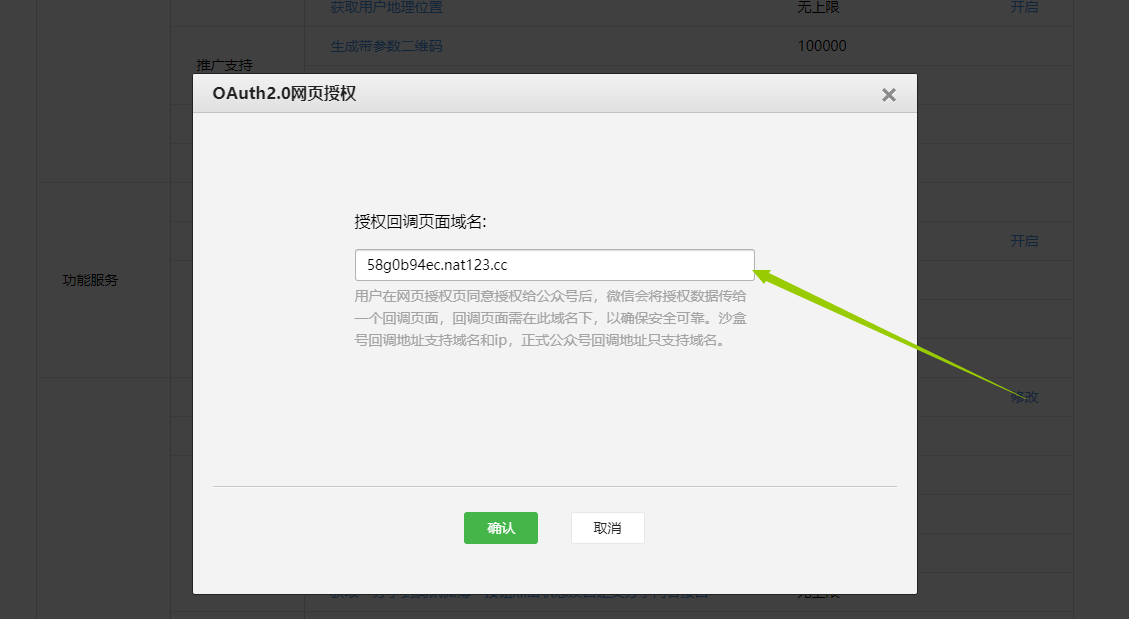 获取用户地理位置 无上限 开启
生成带参数二维码 100000
推广支持
OAuth2.0网页授权
授权回调页面域名:
58g0b94ec.nat123.cc
用户在网页授权页同意授权给公众号后，微信会将授权数据传给
一个回调页面，回调页面需在此域名下，以确保安全可靠。沙盒
号回调地址支持域名和ip，正式公众号回调地址只支持域名。
开启
功能服务
修改
确认 取消
无上限